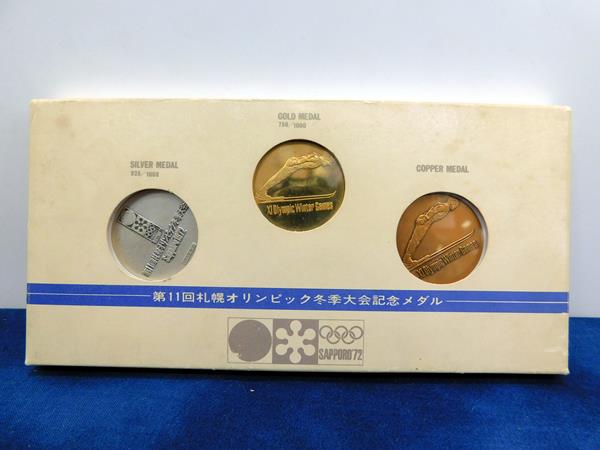 GOLD MEDAL
750/1000
SILVER MEDAL
925/1000
COPPER MEDAL
XI Olympic Winter Games
XI Olympic Winter Games
第11回札幌オリンピック冬季大会記念メダル
SAPPORO'72